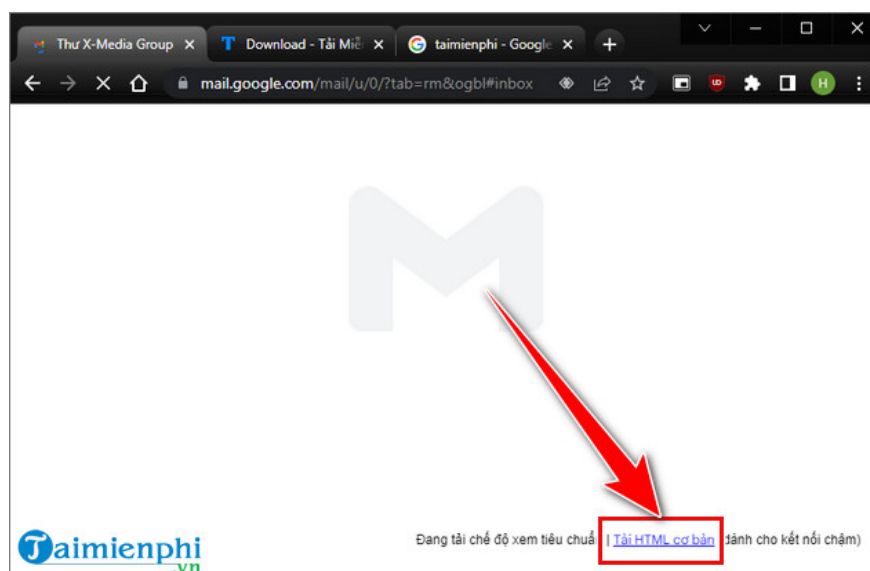 Thư X-Media Group
Download - Tải Miễ
taimienphi - Google
mail.google.com/mail/u/0/?tab=rm&ogbl#inbox
H
Đang tải chế độ xem tiêu chuẩ | Tải HTML cơ bản dành cho kết nối chậm)
Taimienphi
.vn